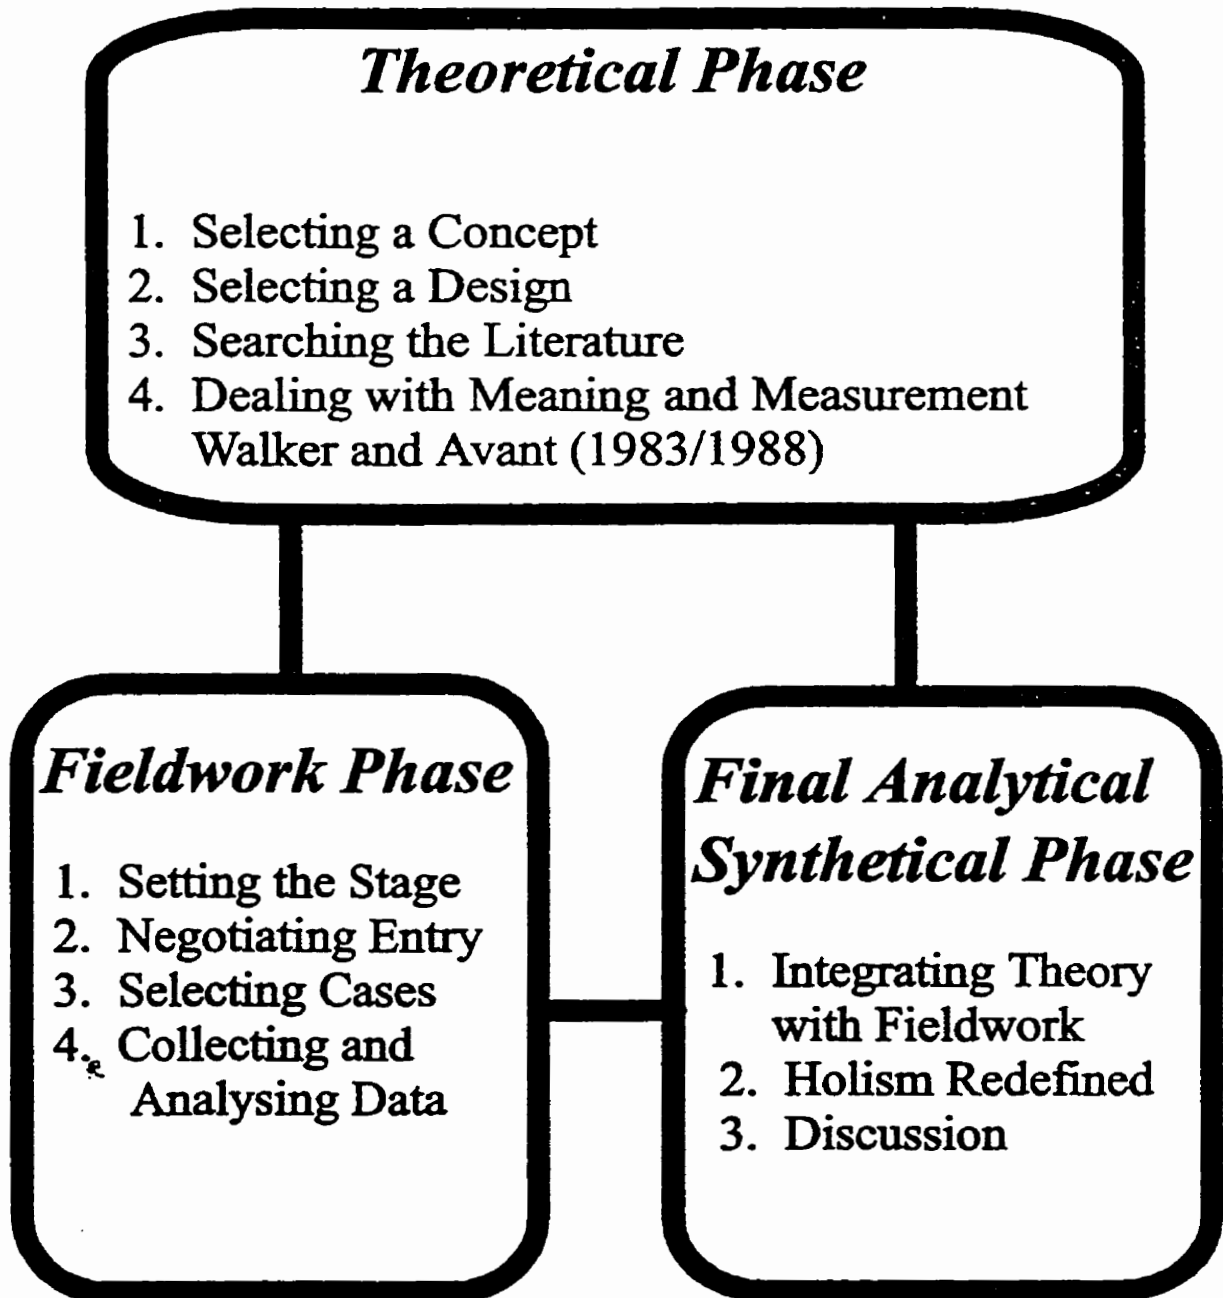 Theoretical Phase
1. Selecting a Concept
2. Selecting a Design
3. Searching the Literature
4. Dealing with Meaning and Measurement
Walker and Avant (1983/1988)
Fieldwork Phase
1. Setting the Stage
2. Negotiating Entry
3. Selecting Cases
4. Collecting and
Analysing Data
Final Analytical
Synthetical Phase
1. Integrating Theory
with Fieldwork
2. Holism Redefined
3. Discussion